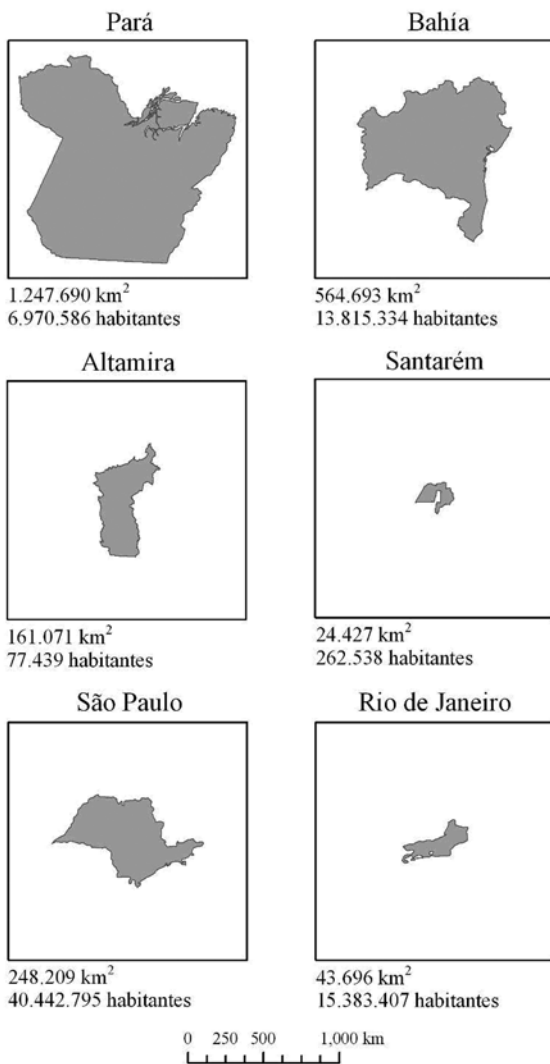 Pará
Bahía
1.247.690 km²
6.970.586 habitantes
564.693 km²
13.815.334 habitantes
Altamira
Santarém
161.071 km²
77.439 habitantes
24.427 km²
262.538 habitantes
São Paulo
Rio de Janeiro
248.209 km²
40.442.795 habitantes
43.696 km²
15.383.407 habitantes
0 250 500 1,000 km